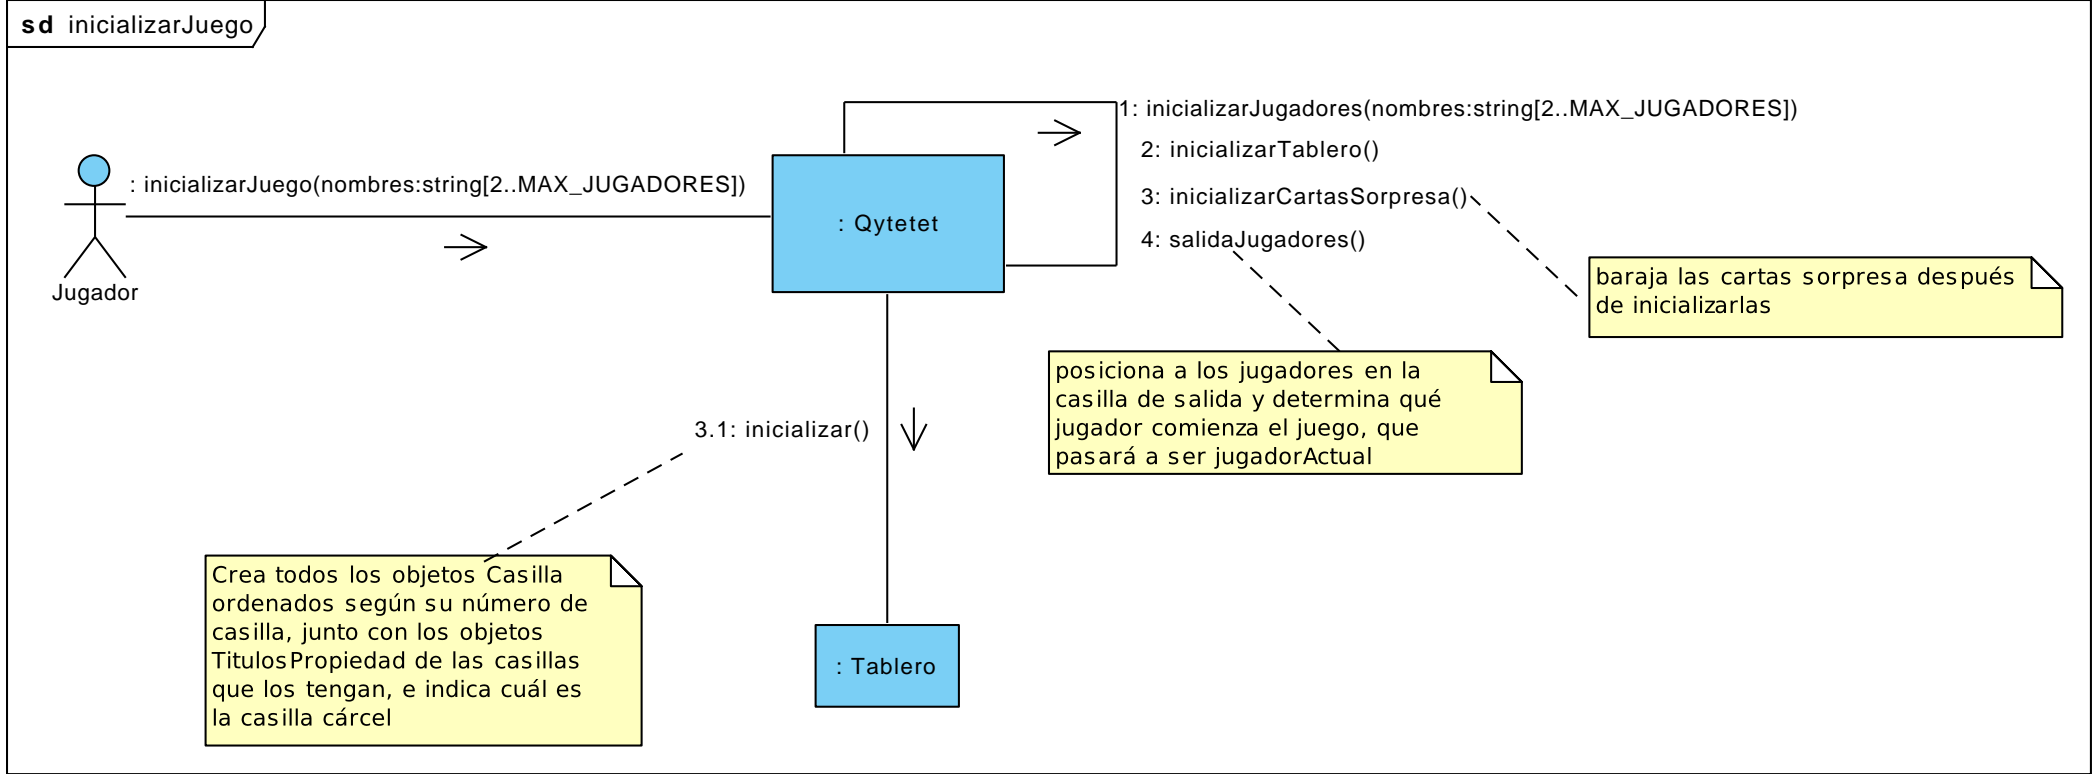 sd inicializarJuego
1: inicializarJugadores(nombres:string[2..MAX_JUGADORES])
2: inicializarTablero()
: inicializarJuego(nombres:string[2..MAX_JUGADORES])
3: inicializarCartasSorpresa()
: Qytetet
4: salidaJugadores()
Jugador
baraja las cartas sorpresa después
de inicializarlas
posiciona a los jugadores en la
casilla de salida y determina qué
jugador comienza el juego, que
pasará a ser jugadorActual
3.1: inicializar()
Crea todos los objetos Casilla
ordenados según su número de
casilla, junto con los objetos
TitulosPropiedad de las casillas
que los tengan, e indica cuál es
la casilla cárcel
: Tablero